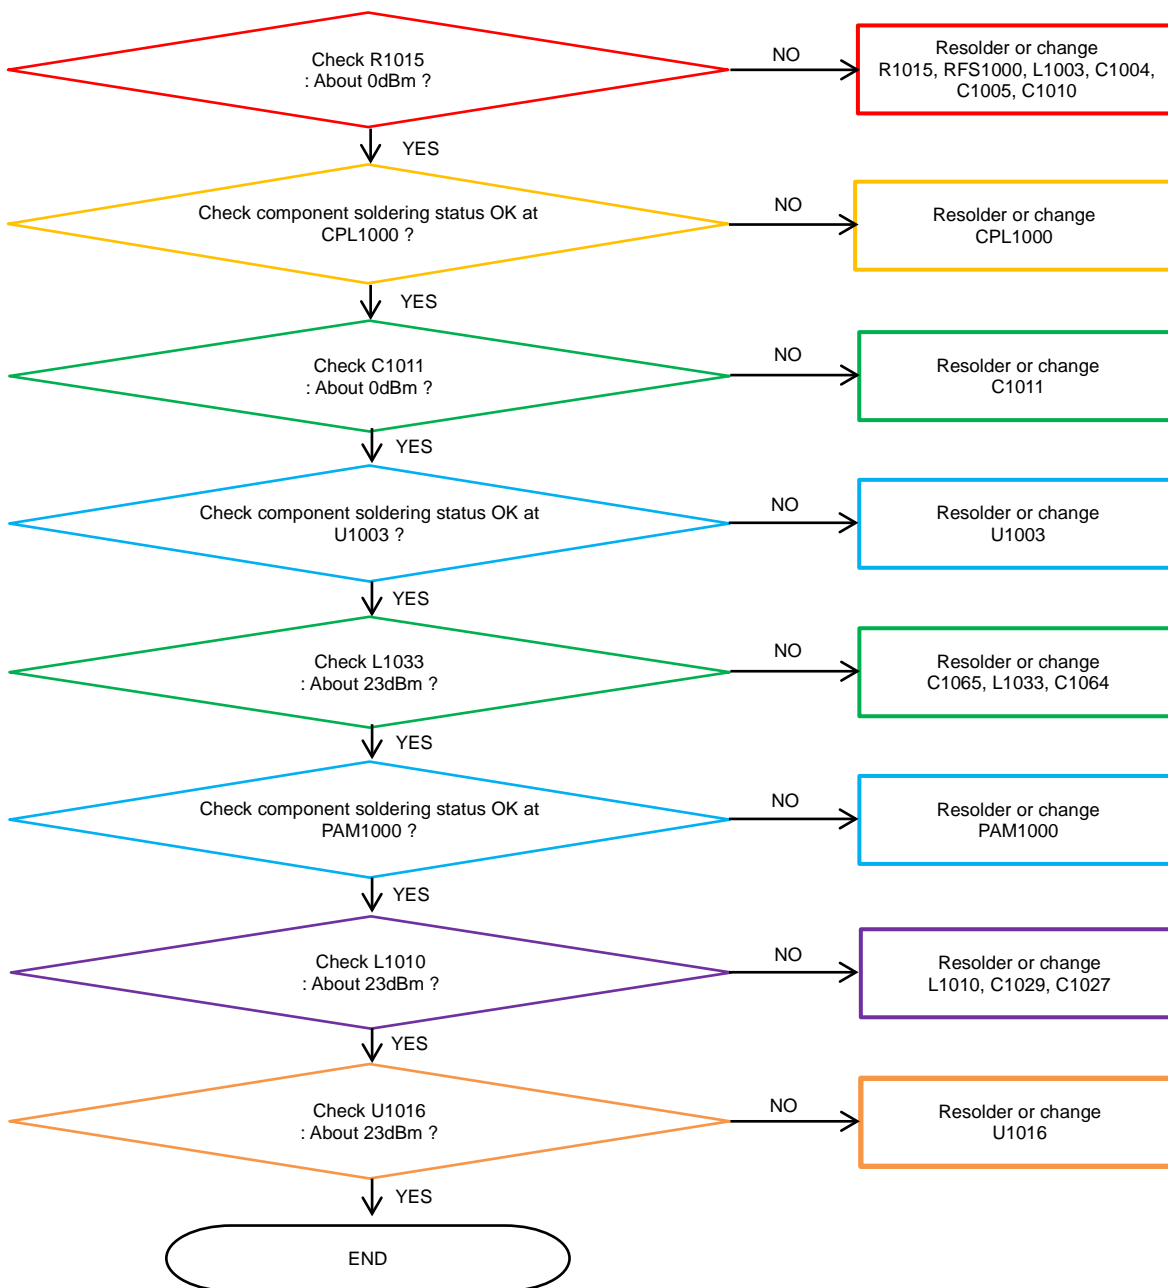 Check R1015
: About 0dBm ?
NO
Resolder or change
R1015, RFS1000, L1003, C1004,
C1005, C1010
YES
Check component soldering status OK at
CPL1000 ?
NO
Resolder or change
CPL1000
YES
Check C1011
: About 0dBm ?
NO
Resolder or change
C1011
YES
Check component soldering status OK at
U1003 ?
NO
Resolder or change
U1003
YES
Check L1033
: About 23dBm ?
NO
Resolder or change
C1065, L1033, C1064
YES
Check component soldering status OK at
PAM1000 ?
NO
Resolder or change
PAM1000
YES
Check L1010
: About 23dBm ?
NO
Resolder or change
L1010, C1029, C1027
YES
Check U1016
: About 23dBm ?
NO
Resolder or change
U1016
YES
END